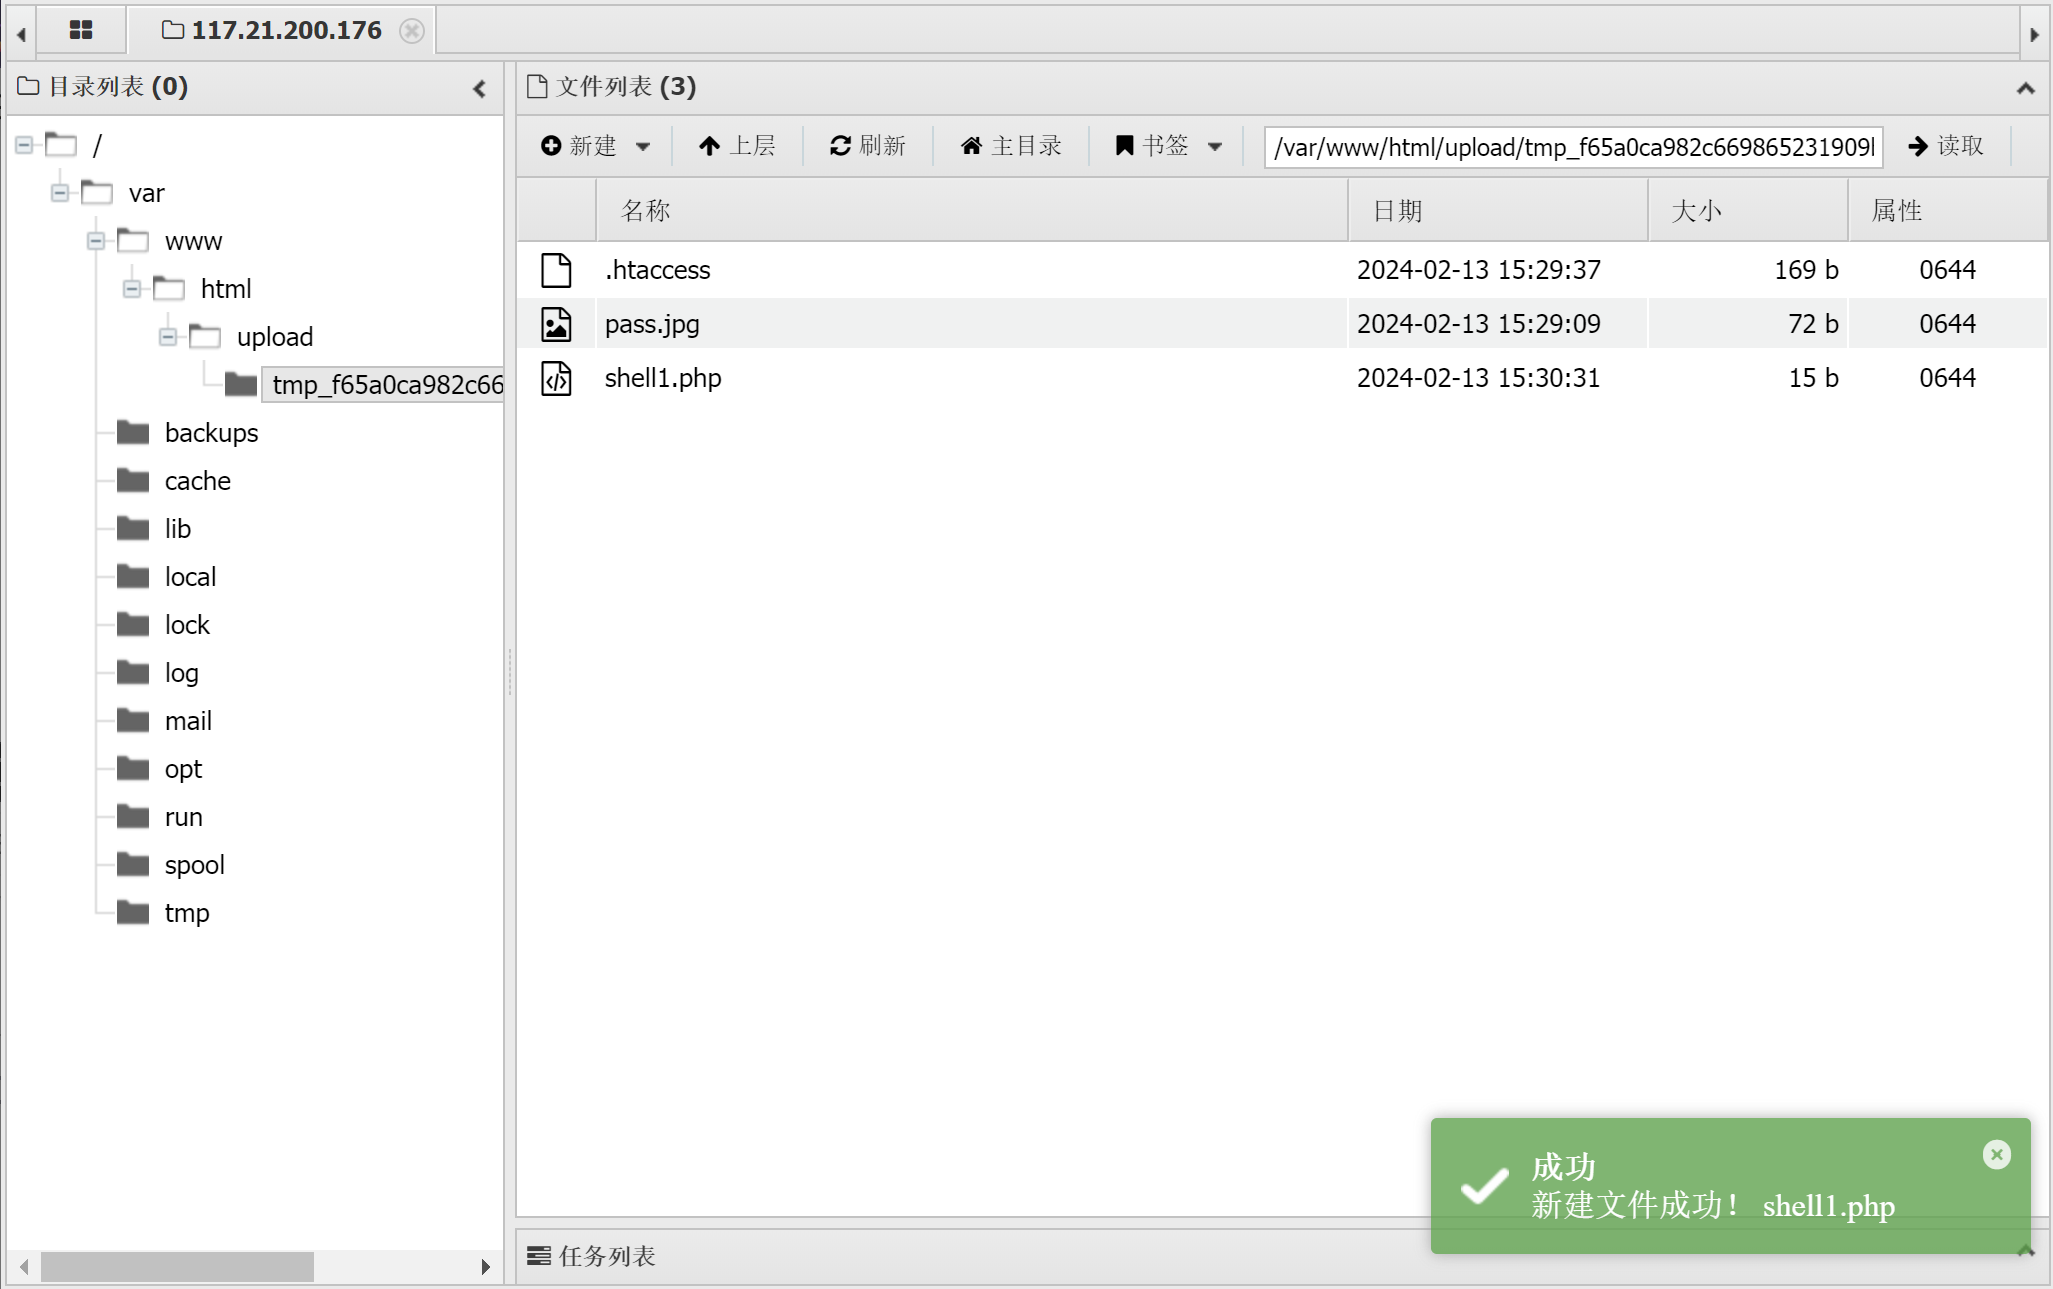 117.21.200.176
目录列表 (0)
/
var
www
html
upload
tmp_f65a0ca982c66
backups
cache
lib
local
lock
log
mail
opt
run
spool
tmp
文件列表 (3)
新建 上层 刷新 主目录 书签 /var/www/html/upload/tmp_f65a0ca982c669865231909 读取
名称 日期 大小 属性
.htaccess 2024-02-13 15:29:37 169 b 0644
pass.jpg 2024-02-13 15:29:09 72 b 0644
shell1.php 2024-02-13 15:30:31 15 b 0644
成功
新建文件成功! shell1.php
任务列表